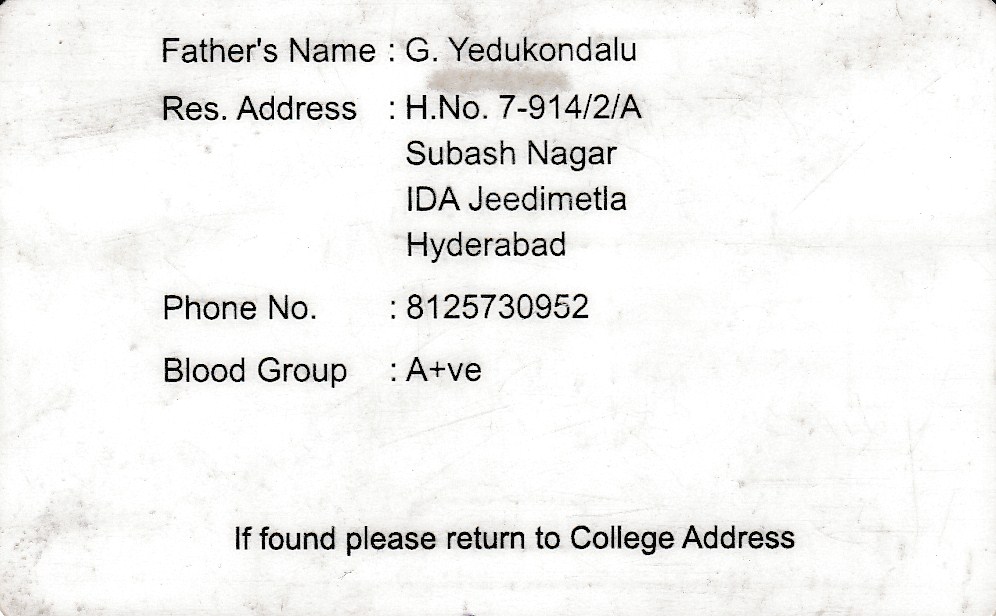 Father's Name : G. Yedukondalu
Res. Address : H.No. 7-914/2/A
Subash Nagar
IDA Jeedimetla
Hyderabad
Phone No. : 8125730952
Blood Group : A+ve
If found please return to College Address